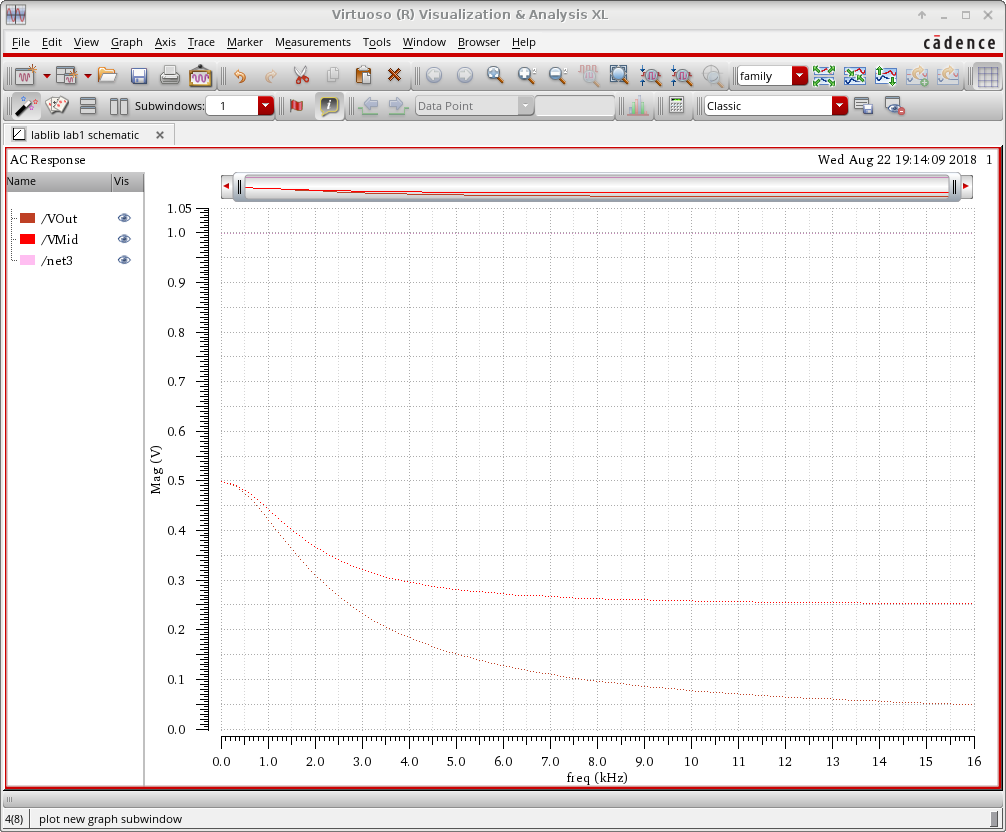 Virtuoso (R) Visualization & Analysis XL
File Edit View Graph Axis Trace Marker Measurements Tools Window Browser Help
cādence
family
Subwindows: 1
Data Point
Classic
lablib lab1 schematic
AC Response
Wed Aug 22 19:14:09 2018 1
Name Vis
/VOut
/VMid
/net3
1.05
1.0
0.9
0.8
0.7
0.6
0.5
0.4
0.3
0.2
0.1
0.0
Mag (V)
0.0 1.0 2.0 3.0 4.0 5.0 6.0 7.0 8.0 9.0 10 11 12 13 14 15 16
freq (kHz)
4(8) plot new graph subwindow